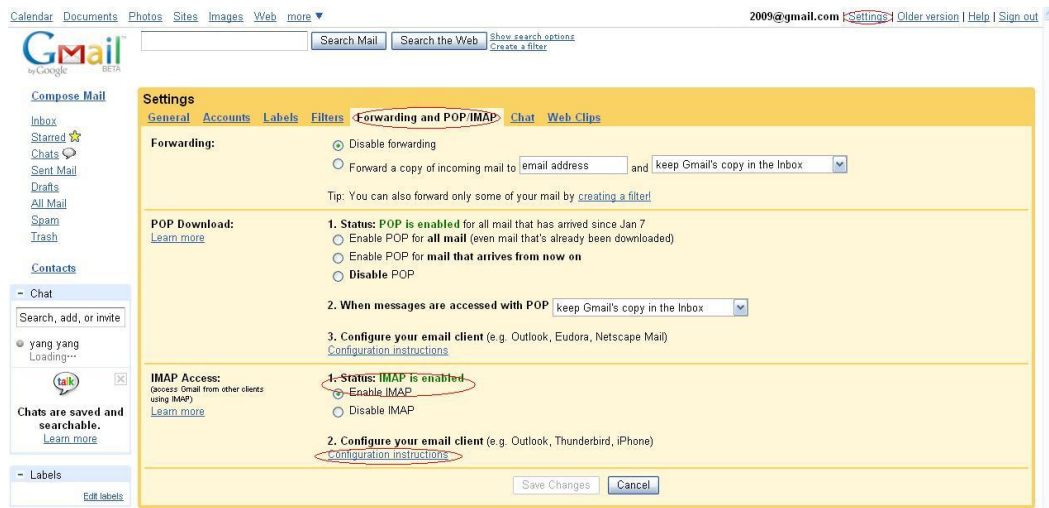 Calendar Documents Photos Sites Images Web more ▼
2009@gmail.com | Settings | Older version | Help | Sign out
Gmail
by Google BETA
Search Mail Search the Web Show search options
Create a filter
Compose Mail
Inbox
Starred
Chats
Sent Mail
Drafts
All Mail
Spam
Trash
Contacts
- Chat
Search, add, or invite
yang yang
Loading...
talk
Chats are saved and
searchable.
Learn more
- Labels
Edit labels
Settings
General Accounts Labels Filters Forwarding and POP/IMAP Chat Web Clips
Forwarding:
Disable forwarding
Forward a copy of incoming mail to email address and keep Gmail's copy in the Inbox
Tip: You can also forward only some of your mail by creating a filter!
POP Download:
Learn more
1. Status: POP is enabled for all mail that has arrived since Jan 7
Enable POP for all mail (even mail that's already been downloaded)
Enable POP for mail that arrives from now on
Disable POP
2. When messages are accessed with POP keep Gmail's copy in the Inbox
3. Configure your email client (e.g. Outlook, Eudora, Netscape Mail)
Configuration instructions
IMAP Access:
(access Gmail from other clients
using IMAP)
Learn more
1. Status: IMAP is enabled
Enable IMAP
Disable IMAP
2. Configure your email client (e.g. Outlook, Thunderbird, iPhone)
Configuration instructions
Save Changes Cancel